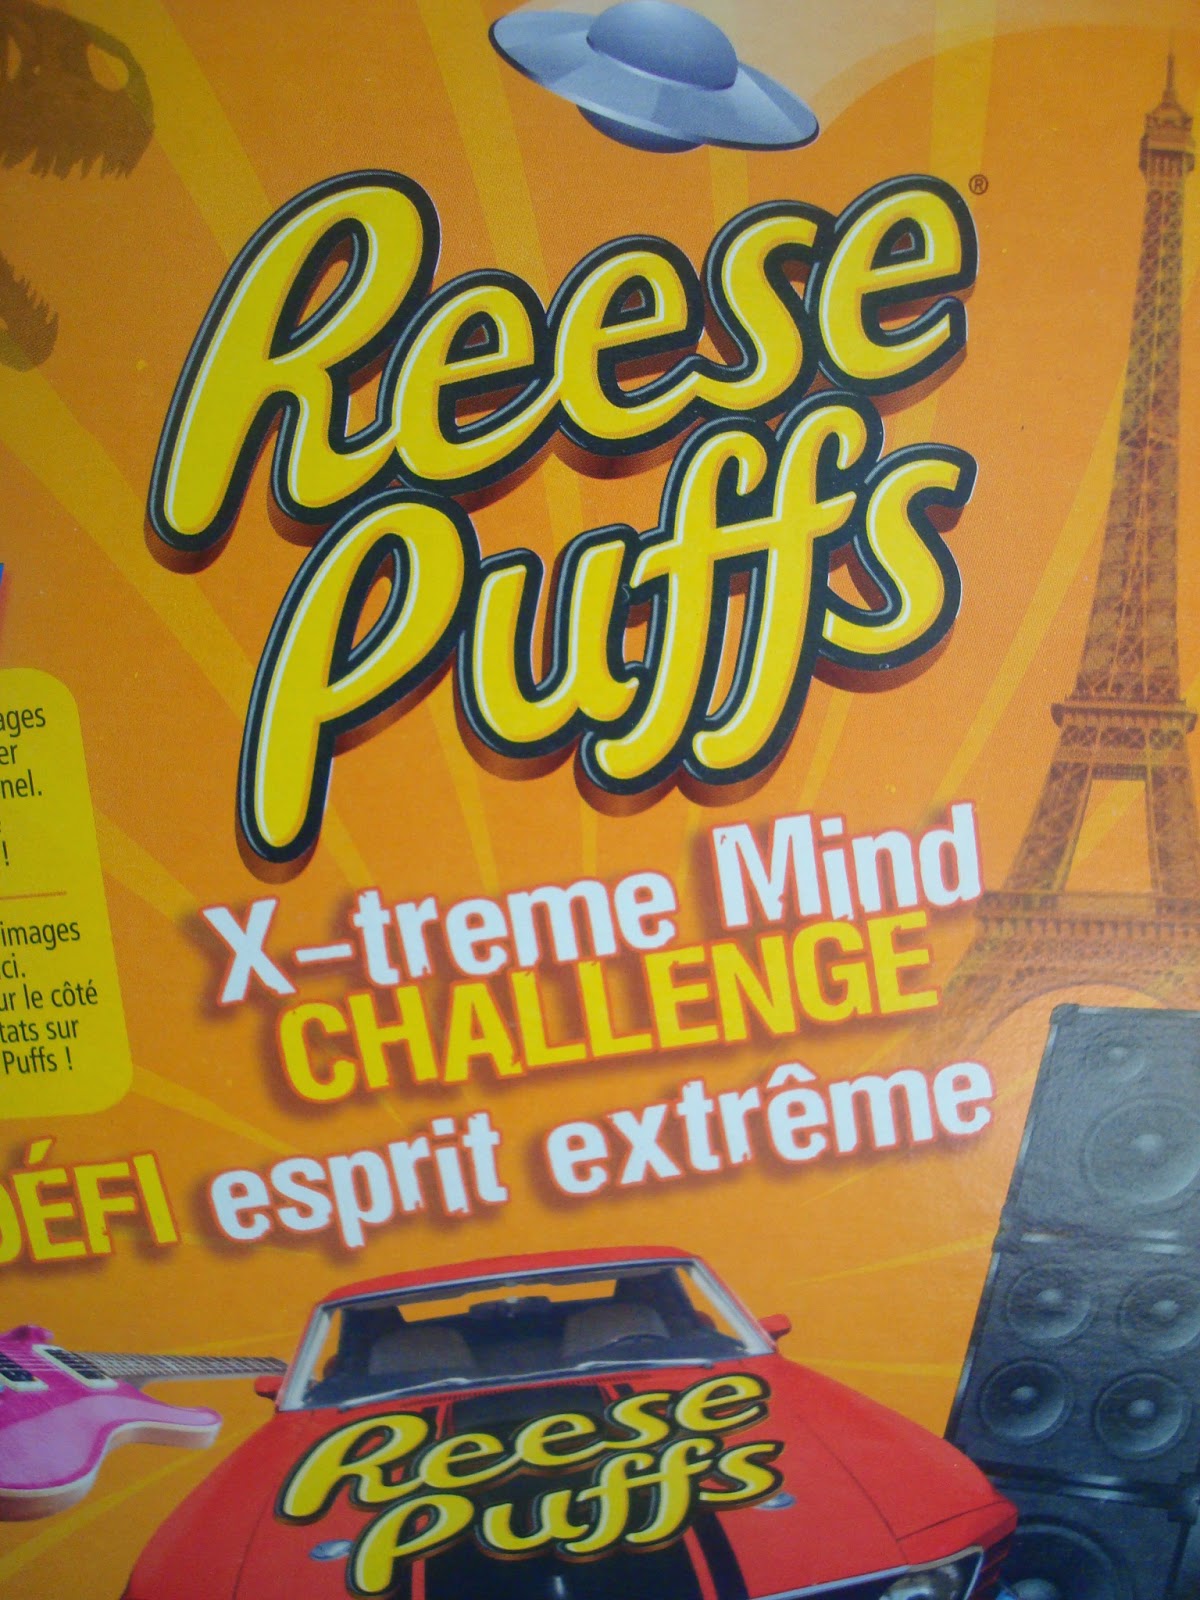 Reese
Puffs
®
ages
er
nel.
!
images
ci.
ur le côté
tats sur
Puffs !
X-treme Mind
CHALLENGE
DÉFI esprit extrême
Reese
Puffs